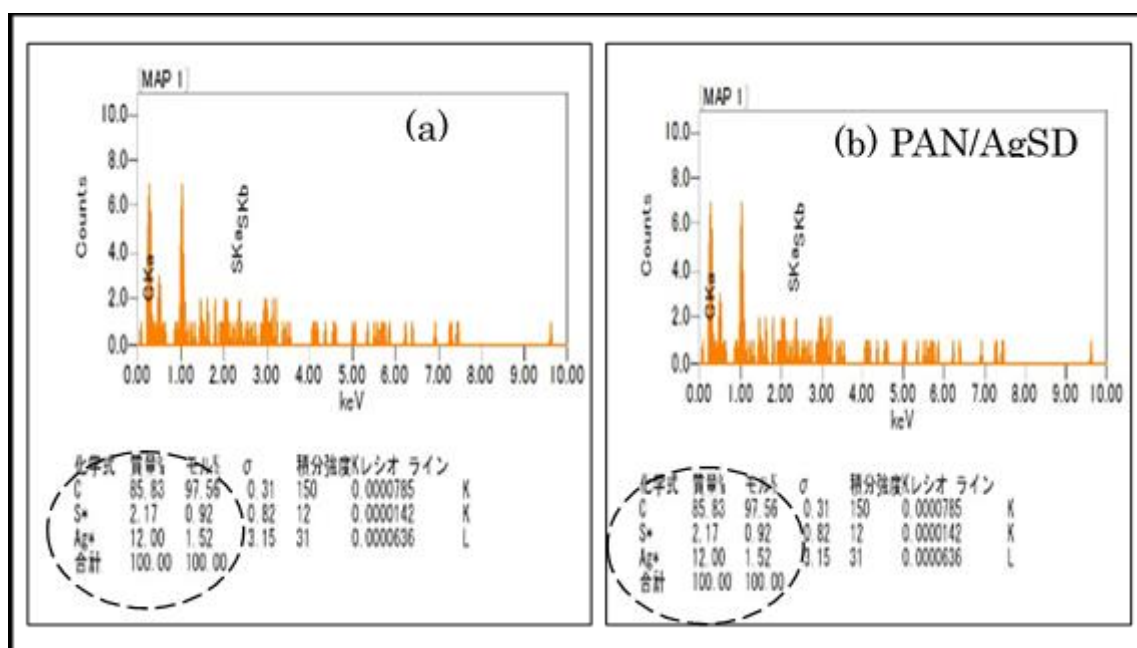 MAP 1
(a)
10.0
8.0
6.0
4.0
2.0
0.0
Counts
CKa
SKa
SKb
0.00 1.00 2.00 3.00 4.00 5.00 6.00 7.00 8.00 9.00 10.00
keV
化学式 質量% モル% σ 積分強度 Kレシオ ライン
C 85.83 97.56 0.31 150 0.0000785 K
S* 2.17 0.92 0.82 12 0.0000142 K
Ag* 12.00 1.52 3.15 31 0.0000636 L
合計 100.00 100.00
MAP 1
(b) PAN/AgSD
10.0
8.0
6.0
4.0
2.0
0.0
Counts
CKa
SKa
SKb
0.00 1.00 2.00 3.00 4.00 5.00 6.00 7.00 8.00 9.00 10.00
keV
化学式 質量% モル% σ 積分強度 Kレシオ ライン
C 85.83 97.56 0.31 150 0.0000785 K
S* 2.17 0.92 0.82 12 0.0000142 K
Ag* 12.00 1.52 3.15 31 0.0000636 L
合計 100.00 100.00